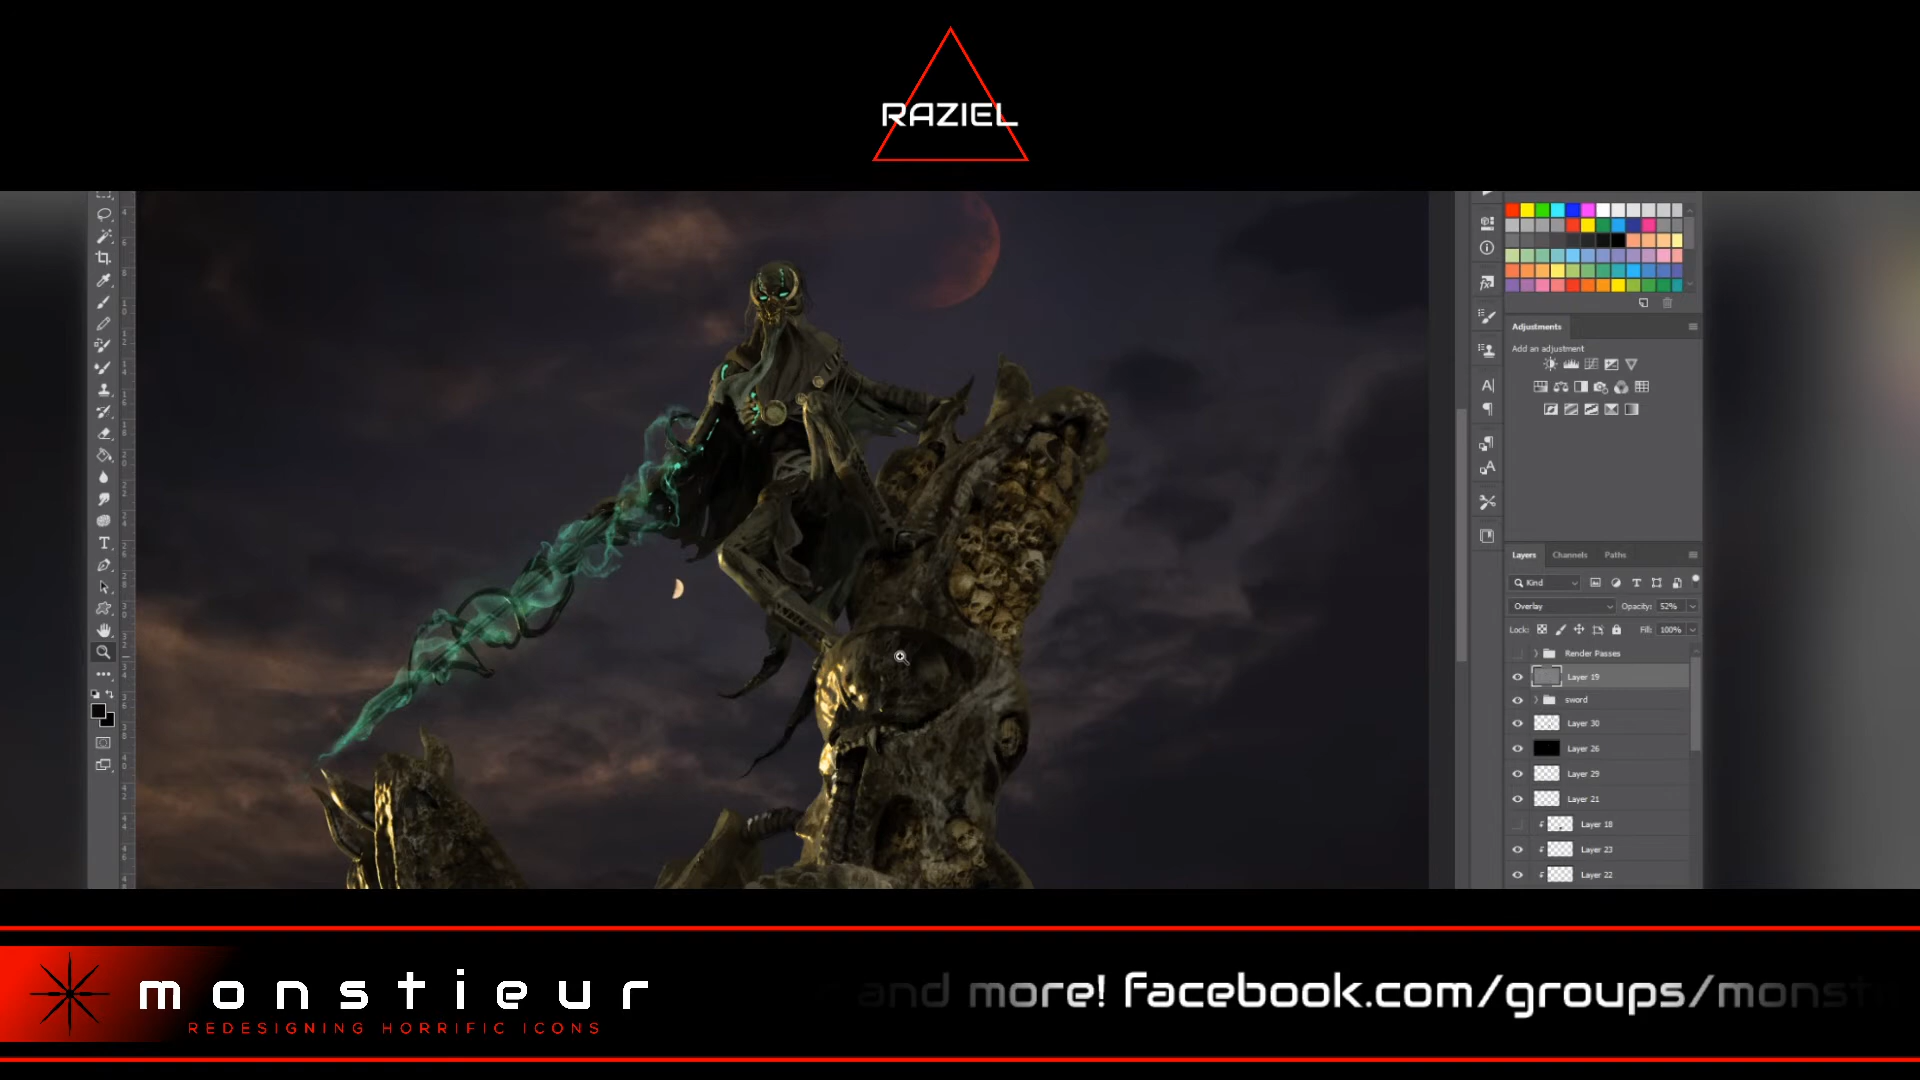 RAZIEL
Adjustments
Add an adjustment
Layers Channels Paths
Kind
Overlay Opacity: 52%
Lock: Fill: 100%
Render Passes
Layer 19
sword
Layer 30
Layer 26
Layer 29
Layer 21
Layer 18
Layer 23
Layer 22
monstieur
REDESIGNING HORRIFIC ICONS
and more! facebook.com/groups/monst